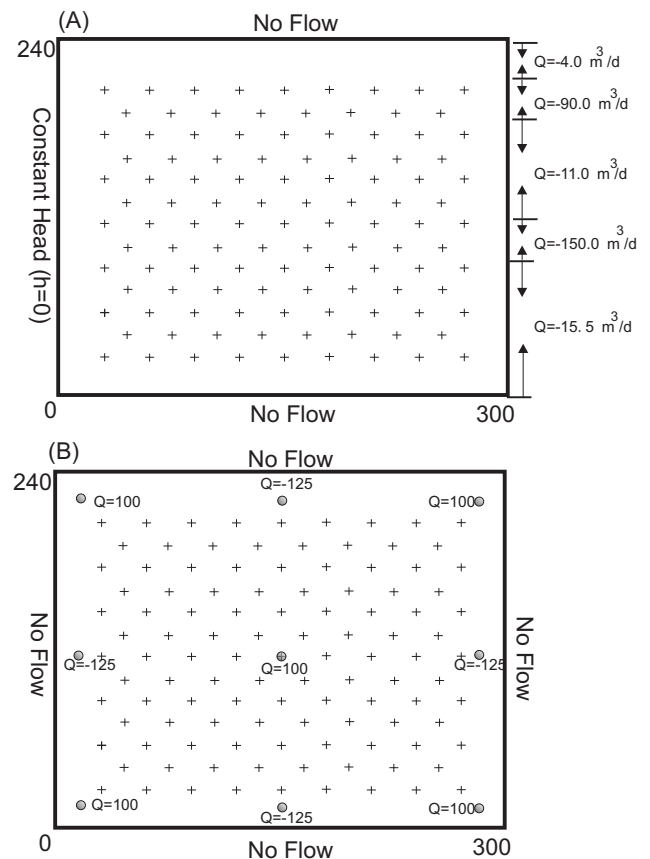 (A)
No Flow
240
Constant Head (h=0)
Q=-4.0 m³/d
Q=-90.0 m³/d
Q=-11.0 m³/d
Q=-150.0 m³/d
Q=-15.5 m³/d
0
No Flow
300
(B)
No Flow
240
Q=100
Q=-125
Q=100
No Flow
Q=-125
Q=100
Q=-125
No Flow
Q=100
Q=-125
Q=100
0
No Flow
300